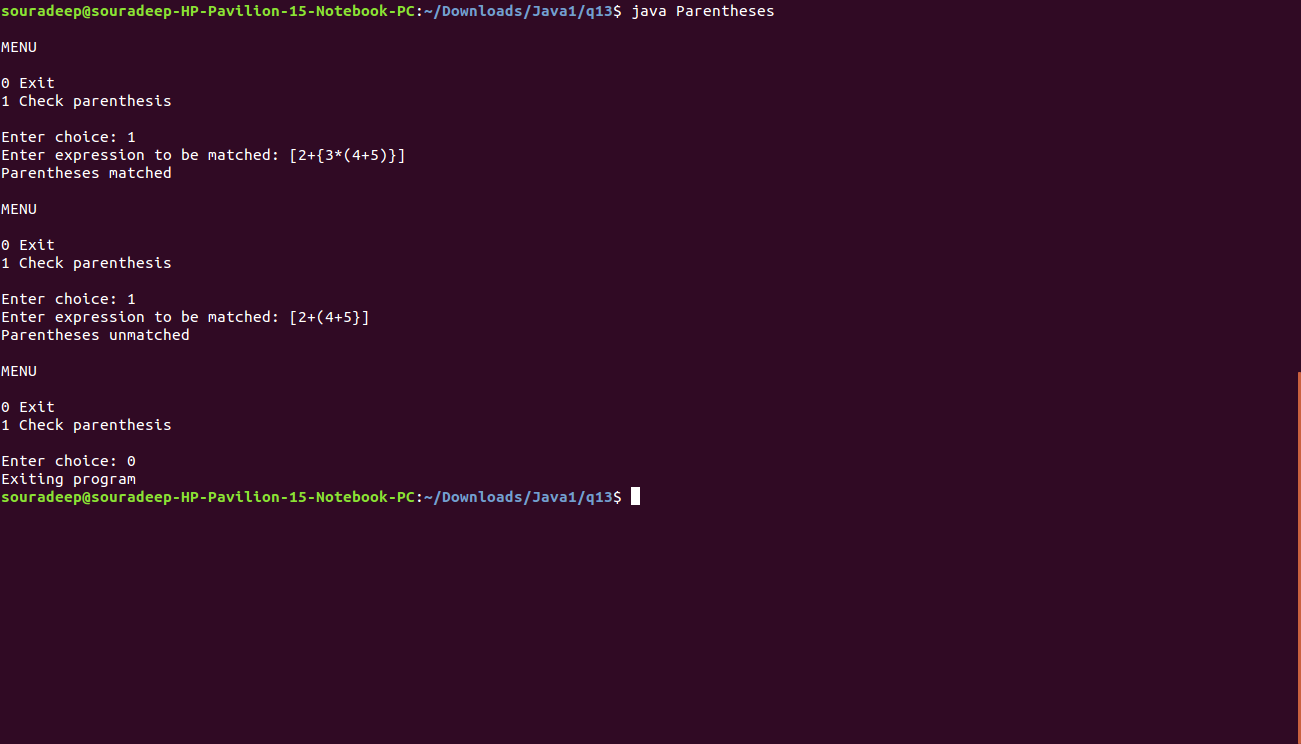 souradeep@souradeep-HP-Pavilion-15-Notebook-PC:~/Downloads/Java1/q13$ java Parentheses
MENU
0 Exit
1 Check parenthesis
Enter choice: 1
Enter expression to be matched: [2+{3*(4+5)}]
Parentheses matched
MENU
0 Exit
1 Check parenthesis
Enter choice: 1
Enter expression to be matched: [2+(4+5}]
Parentheses unmatched
MENU
0 Exit
1 Check parenthesis
Enter choice: 0
Exiting program
souradeep@souradeep-HP-Pavilion-15-Notebook-PC:~/Downloads/Java1/q13$